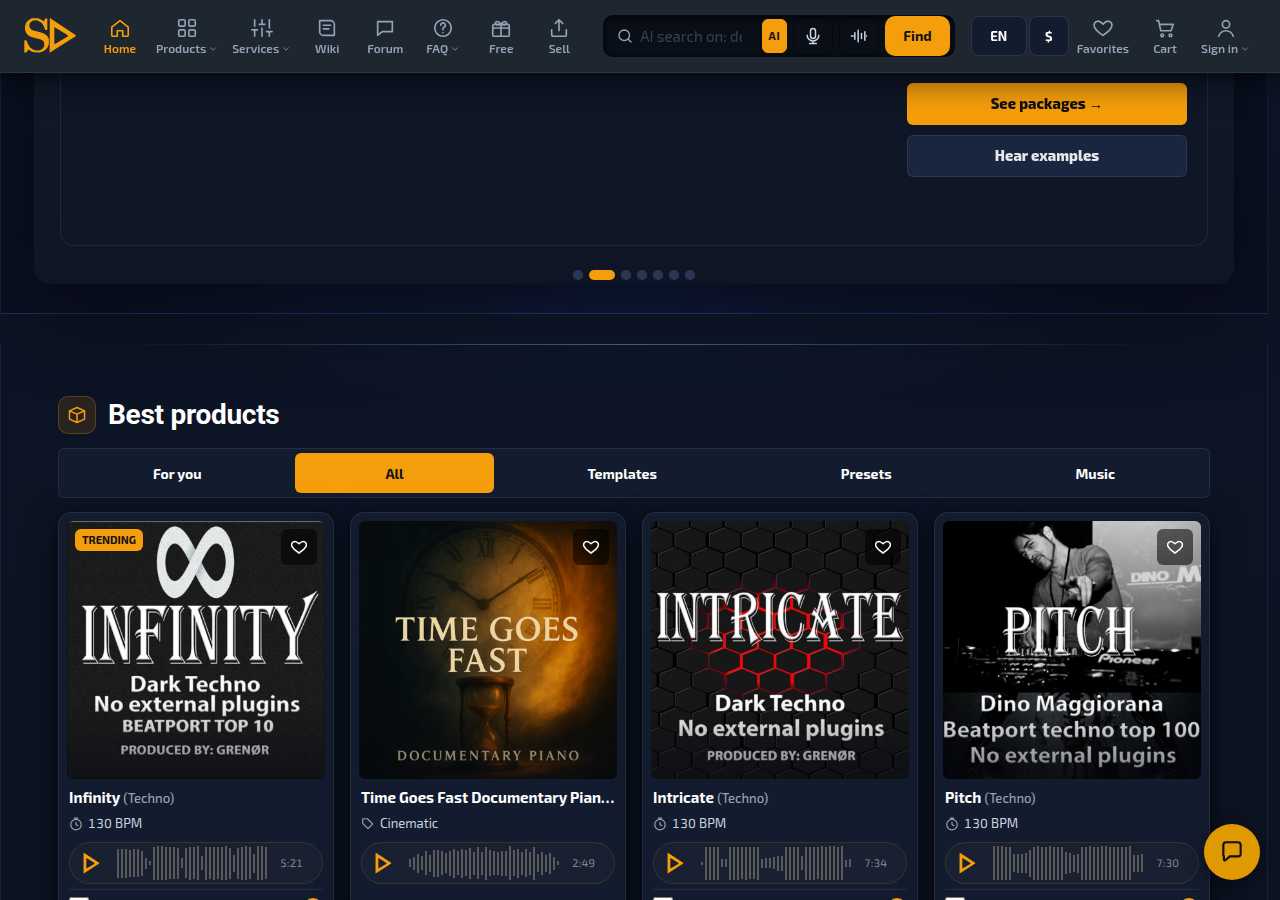 SD
Home
Products
Services
Wiki
Forum
FAQ
Free
Sell
AI
Find
EN
$
Favorites
Cart
Sign in
See packages →
Hear examples
Best products
For you
All
Templates
Presets
Music
TRENDING
INFINITY
Dark Techno
No external plugins
BEATPORT TOP 10
PRODUCED BY: GRENØR
TIME GOES
FAST
DOCUMENTARY PIANO
INTRICATE
Dark Techno
No external plugins
PRODUCED BY: GRENØR
DINO M
PITCH
Pioneer
Dino Maggiorana
Beatport techno top 100
No external plugins
Infinity (Techno)
130 BPM
5:21
Time Goes Fast Documentary Pian...
Cinematic
2:49
Intricate (Techno)
130 BPM
7:34
Pitch (Techno)
130 BPM
7:30